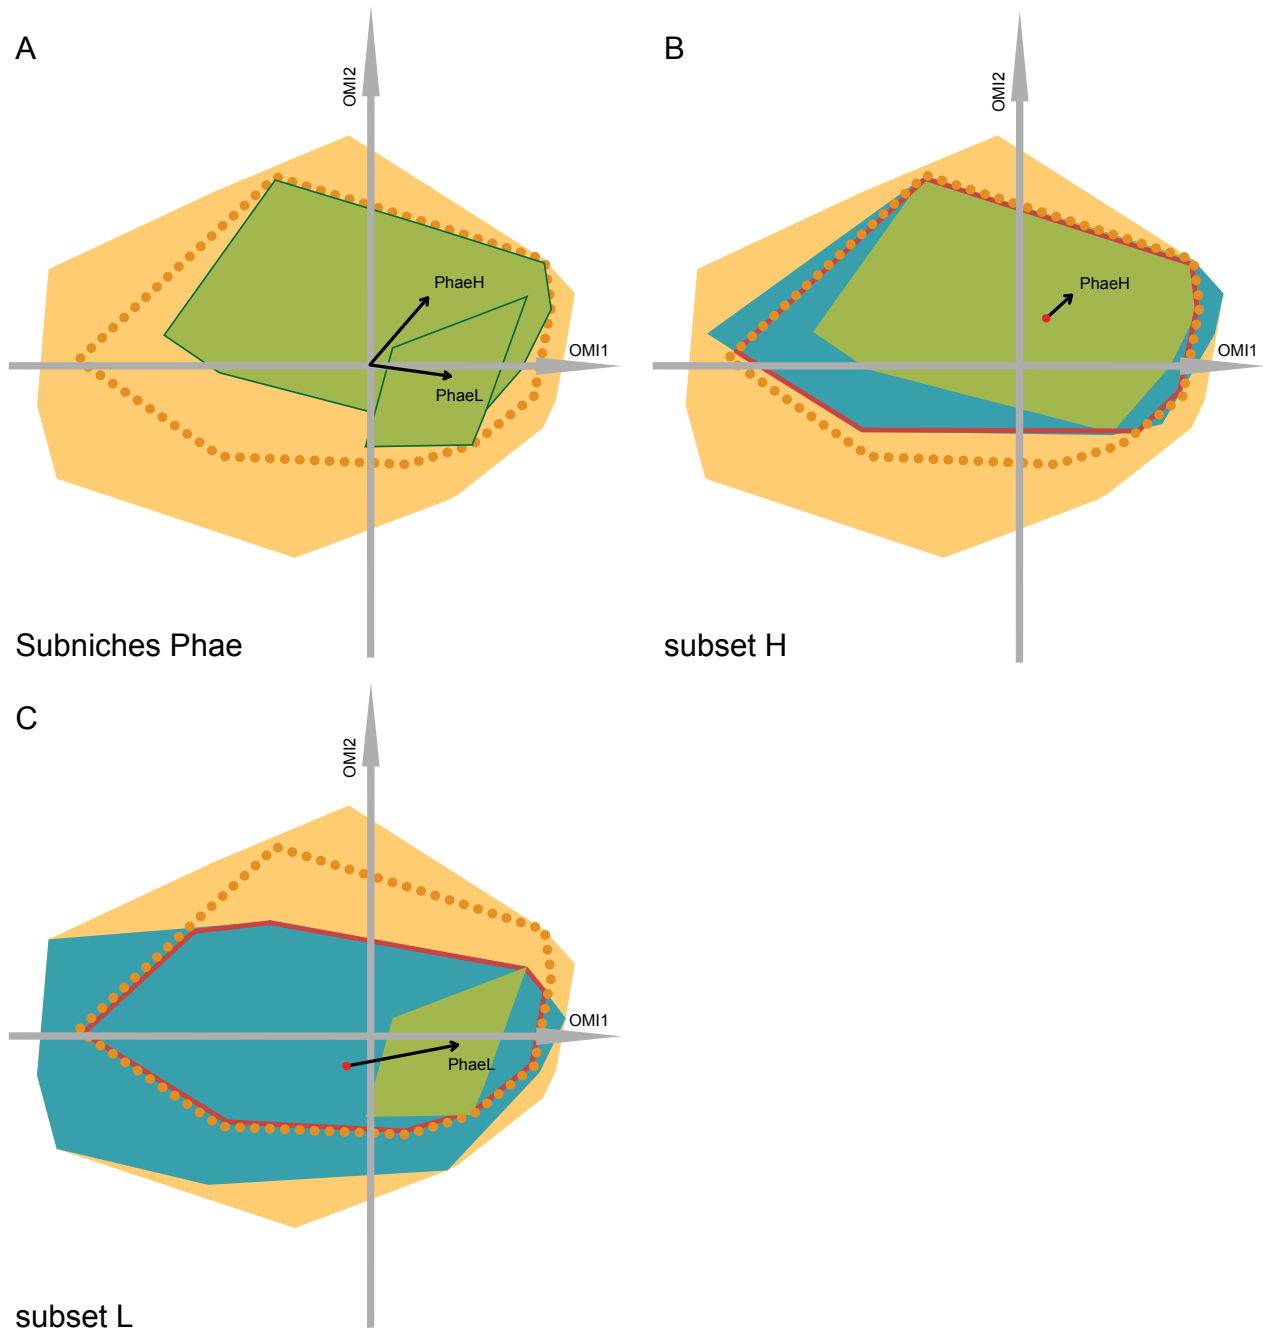 A
OMI2
PhaeH
OMI1
PhaeL
Subniches Phae
B
OMI2
PhaeH
OMI1
subset H
C
OMI2
OMI1
PhaeL
subset L